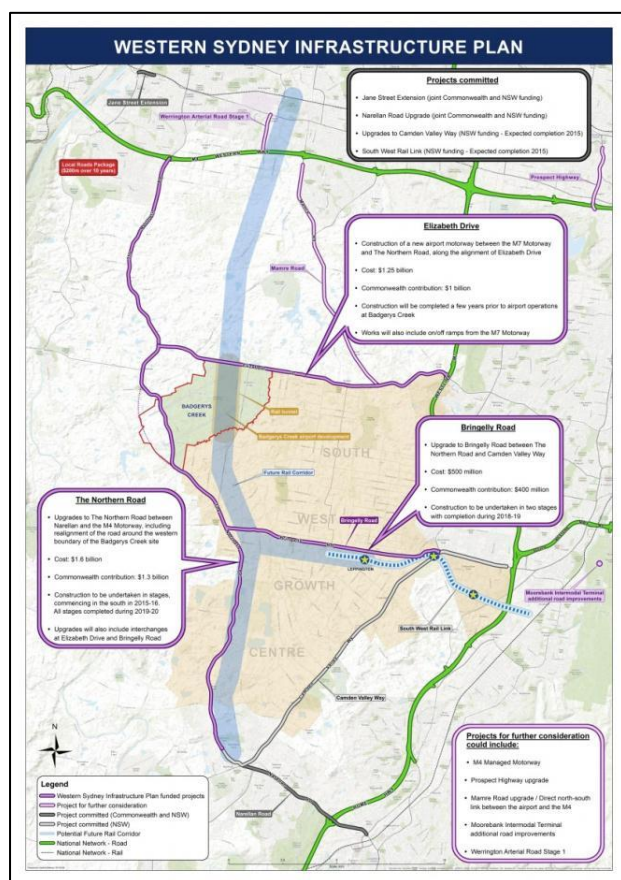 WESTERN SYDNEY INFRASTRUCTURE PLAN
Projects committed
• Jane Street Extension (joint Commonwealth and NSW funding)
• Narellan Road Upgrade (joint Commonwealth and NSW funding)
• Upgrades to Camden Valley Way (NSW funding - Expected completion 2015)
• South West Rail Link (NSW funding - Expected completion 2015)
Jane Street Extension
Werrington Arterial Road Stage 1
Local Roads Package
($200m over 10 years)
Prospect Highway
Mamre Road
Elizabeth Drive
• Construction of a new airport motorway between the M7 Motorway
and The Northern Road, along the alignment of Elizabeth Drive
• Cost: $1.25 billion
• Commonwealth contribution: $1 billion
• Construction will be completed a few years prior to airport operations
at Badgerys Creek
• Works will also include on/off ramps from the M7 Motorway
BADGERYS
CREEK
Rail tunnel
Badgerys Creek airport development
SOUTH
WEST
GROWTH
CENTRE
Future Rail Corridor
Bringelly Road
• Upgrade to Bringelly Road between The
Northern Road and Camden Valley Way
• Cost: $500 million
• Commonwealth contribution: $400 million
• Construction to be undertaken in two stages
with completion during 2018-19
Bringelly Road
LEPPINGTON
The Northern Road
• Upgrades to The Northern Road between
Narellan and the M4 Motorway, including
realignment of the road around the western
boundary of the Badgerys Creek site
• Cost: $1.6 billion
• Commonwealth contribution: $1.3 billion
• Construction to be undertaken in stages,
commencing in the south in 2015-16.
All stages completed during 2019-20
• Upgrades will also include interchanges
at Elizabeth Drive and Bringelly Road
Moorebank Intermodal Terminal
additional road improvements
South West Rail Link
Camden Valley Way
Narellan Road
Projects for further consideration
could include:
• M4 Managed Motorway
• Prospect Highway upgrade
• Mamre Road upgrade / Direct north-south
link between the airport and the M4
• Moorebank Intermodal Terminal
additional road improvements
• Werrington Arterial Road Stage 1
N
Legend
Western Sydney Infrastructure Plan funded projects
Project for further consideration
Project committed (Commonwealth and NSW)
Project committed (NSW)
Potential Future Rail Corridor
National Network - Road
National Network - Rail